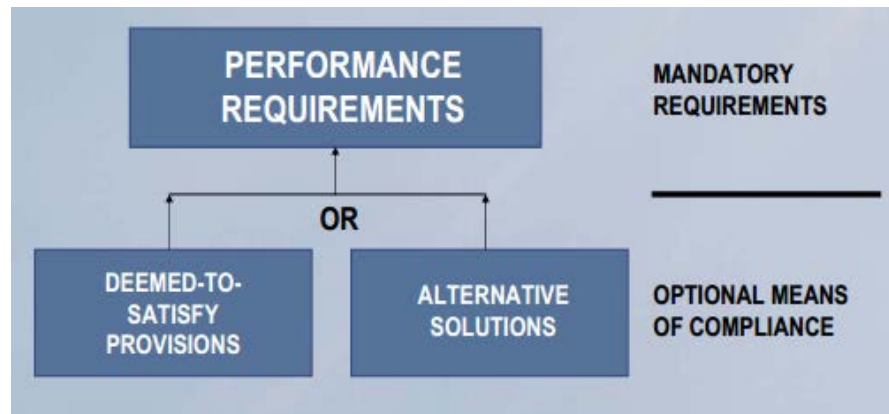 PERFORMANCE
REQUIREMENTS
MANDATORY
REQUIREMENTS
OR
DEEMED-TO-
SATISFY
PROVISIONS
ALTERNATIVE
SOLUTIONS
OPTIONAL MEANS
OF COMPLIANCE